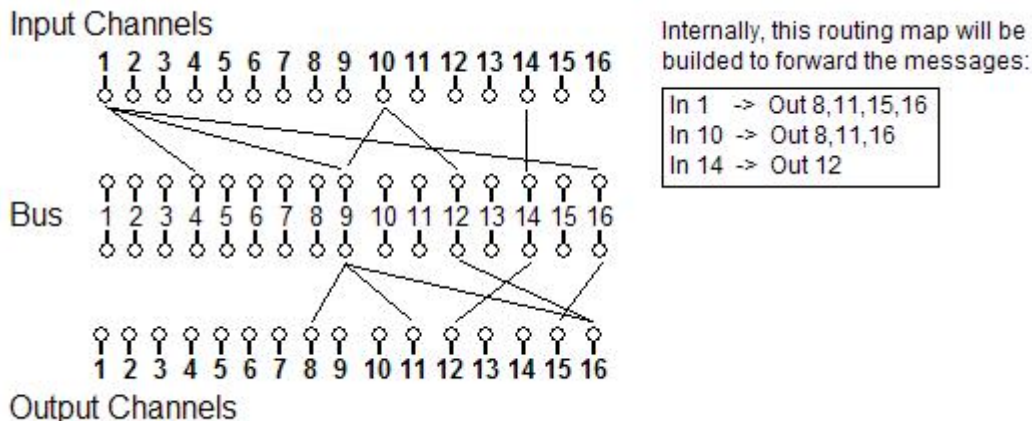 Input Channels
1 2 3 4 5 6 7 8 9 10 11 12 13 14 15 16
Bus 1 2 3 4 5 6 7 8 9 10 11 12 13 14 15 16
1 2 3 4 5 6 7 8 9 10 11 12 13 14 15 16
Output Channels
Internally, this routing map will be
builded to forward the messages:
In 1 -> Out 8,11,15,16
In 10 -> Out 8,11,16
In 14 -> Out 12